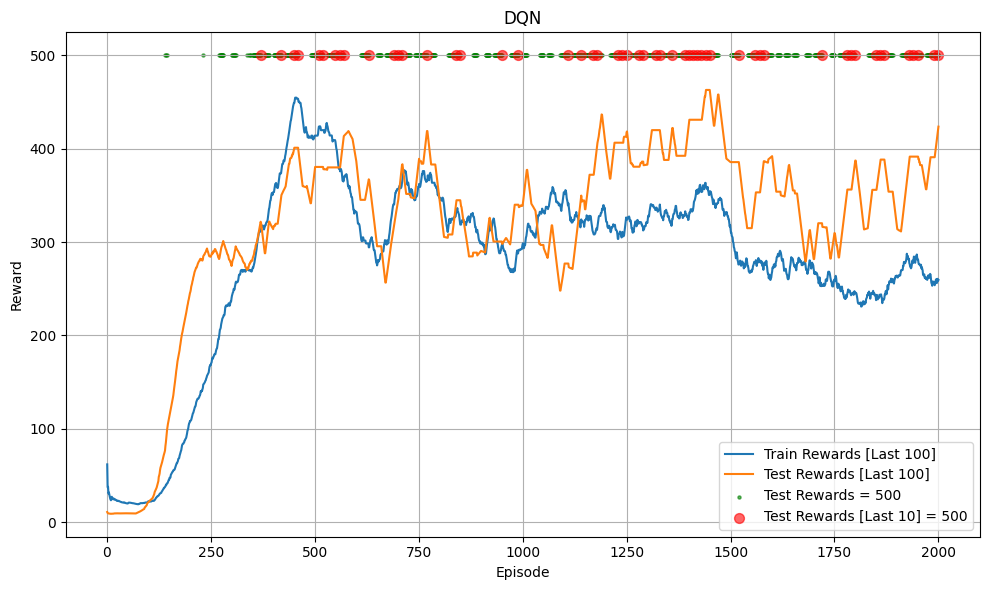 DQN
500
400
300
200
100
0
Reward
0 250 500 750 1000 1250 1500 1750 2000
Episode
Train Rewards [Last 100]
Test Rewards [Last 100]
Test Rewards = 500
Test Rewards [Last 10] = 500